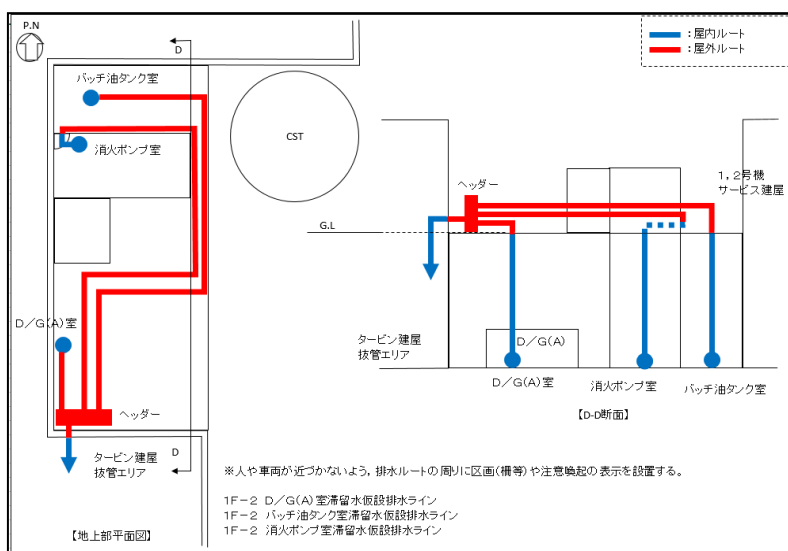 P.N
D
バッチ油タンク室
消火ポンプ室
D/G(A)室
ヘッダー
タービン建屋
抜管エリア
D
【地上部平面図】
CST
:屋内ルート
:屋外ルート
ヘッダー
1,2号機
サービス建屋
G.L
タービン建屋
抜管エリア
D/G(A)
D/G(A)室
消火ポンプ室
バッチ油タンク室
【D-D断面】
※人や車両が近づかないよう,排水ルートの周りに区画(柵等)や注意喚起の表示を設置する。
1F-2 D/G(A)室滞留水仮設排水ライン
1F-2 バッチ油タンク室滞留水仮設排水ライン
1F-2 消火ポンプ室滞留水仮設排水ライン